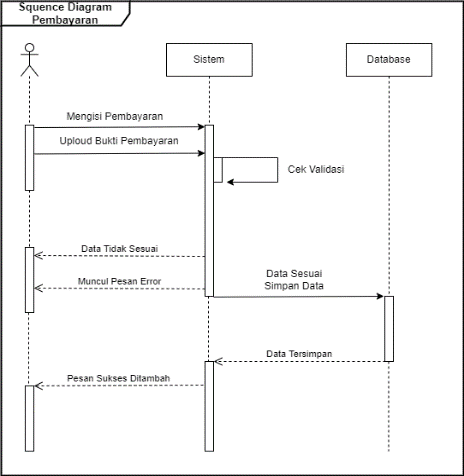 Squence Diagram
Pembayaran
Sistem
Database
Mengisi Pembayaran
Uploud Bukti Pembayaran
Cek Validasi
Data Tidak Sesuai
Muncul Pesan Error
Data Sesuai
Simpan Data
Data Tersimpan
Pesan Sukses Ditambah